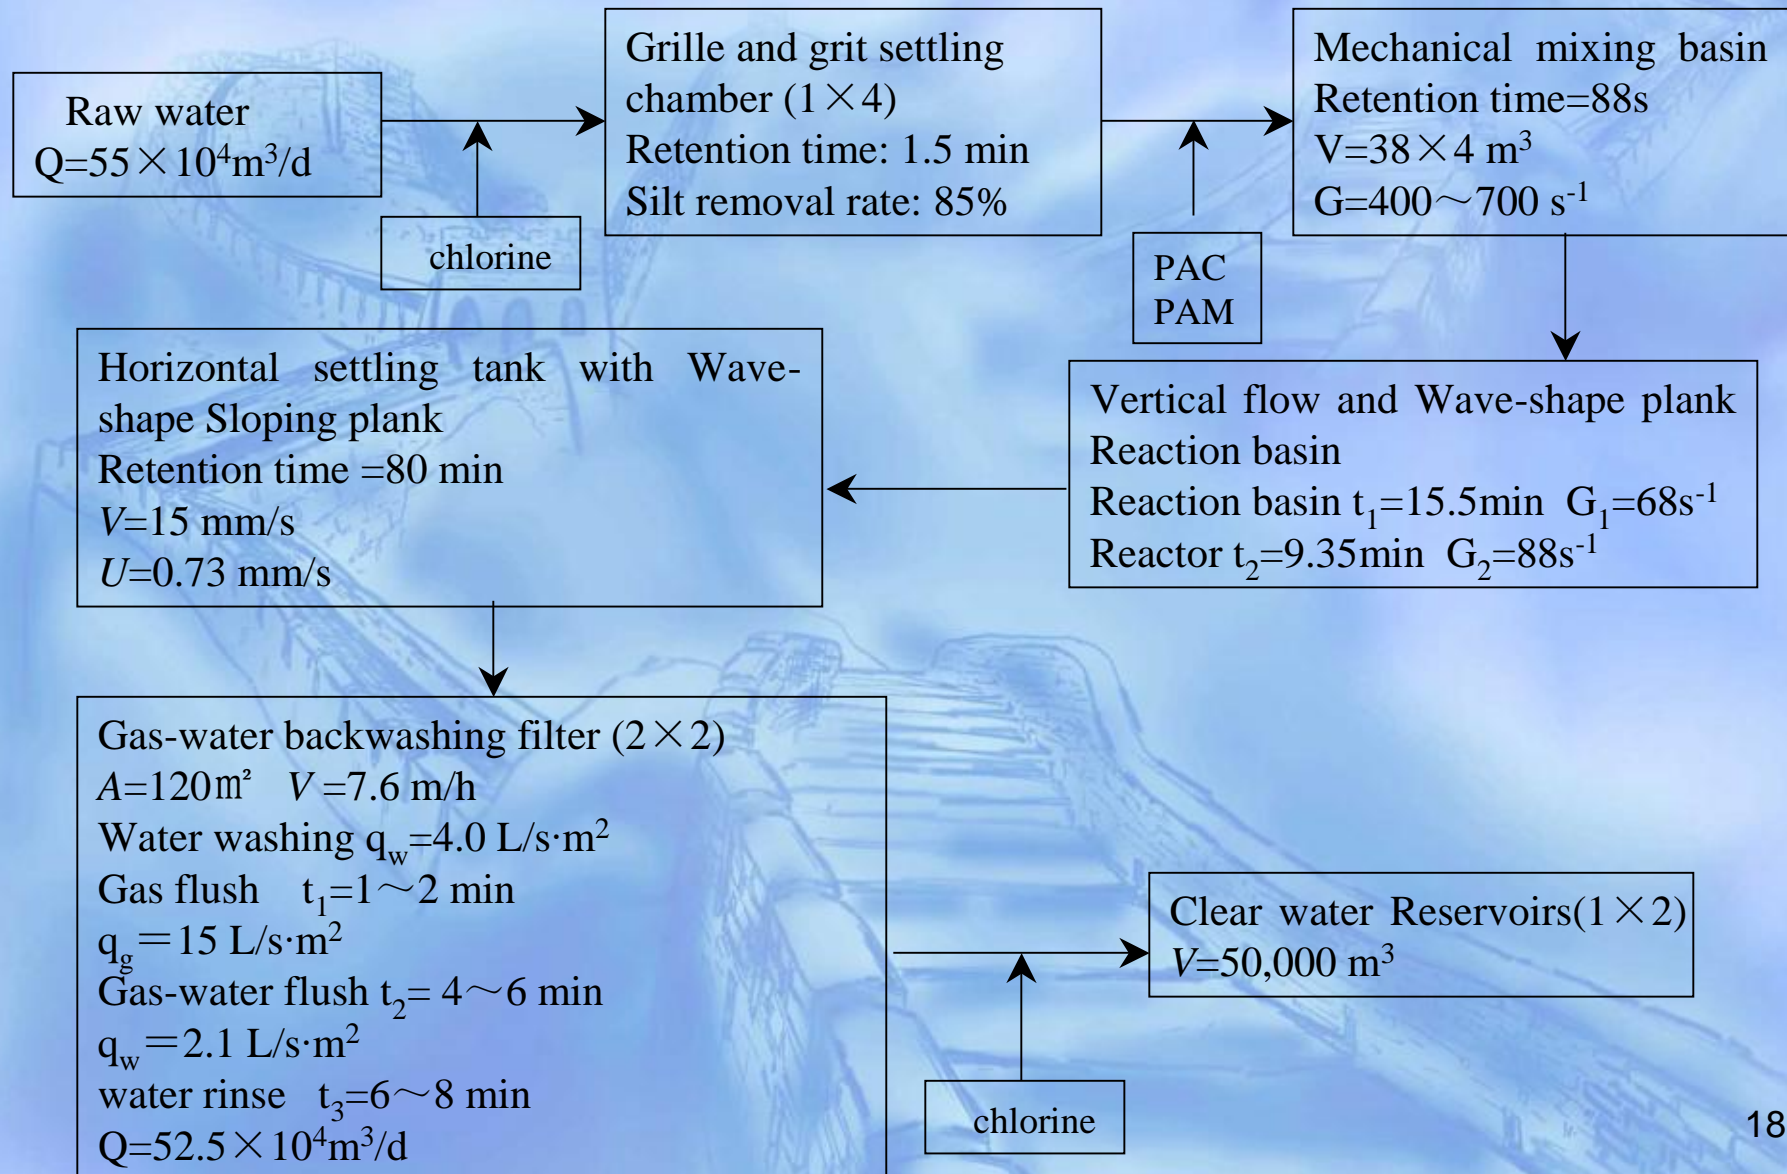 Raw water
Q=55×10⁴m³/d
chlorine
Grille and grit settling
chamber (1×4)
Retention time: 1.5 min
Silt removal rate: 85%
PAC
PAM
Mechanical mixing basin
Retention time=88s
V=38×4 m³
G=400～700 s⁻¹
Vertical flow and Wave-shape plank
Reaction basin
Reaction basin t₁=15.5min G₁=68s⁻¹
Reactor t₂=9.35min G₂=88s⁻¹
Horizontal settling tank with Wave-
shape Sloping plank
Retention time =80 min
V=15 mm/s
U=0.73 mm/s
Gas-water backwashing filter (2×2)
A=120㎡ V =7.6 m/h
Water washing q_w=4.0 L/s·m²
Gas flush t₁=1～2 min
q_g＝15 L/s·m²
Gas-water flush t₂= 4～6 min
q_w＝2.1 L/s·m²
water rinse t₃=6～8 min
Q=52.5×10⁴m³/d
chlorine
Clear water Reservoirs(1×2)
V=50,000 m³
18